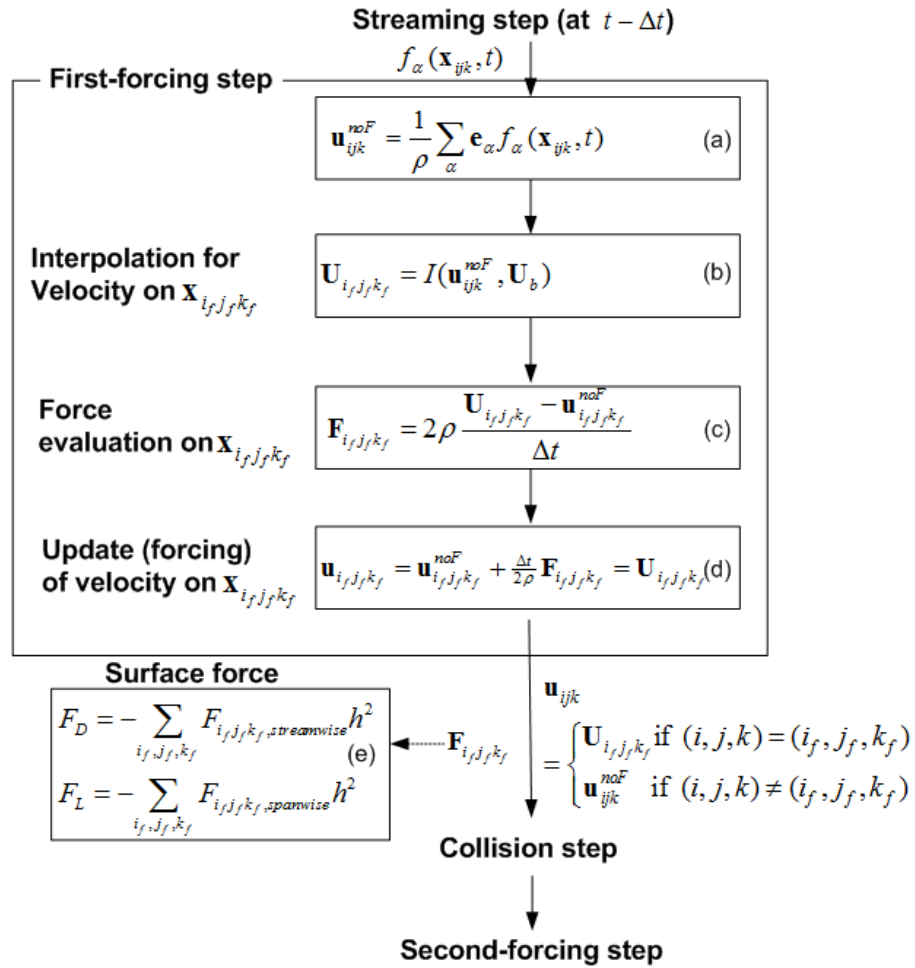 Streaming step (at t − Δt)
f_α(x_ijk, t)
First-forcing step
u_ijk^noF = 1/ρ ∑_α e_α f_α(x_ijk, t) (a)
Interpolation for
Velocity on x_{i_f j_f k_f}
U_{i_f j_f k_f} = I(u_ijk^noF, U_b) (b)
Force
evaluation on x_{i_f j_f k_f}
F_{i_f j_f k_f} = 2ρ (U_{i_f j_f k_f} − u_{i_f j_f k_f}^noF) / Δt (c)
Update (forcing)
of velocity on x_{i_f j_f k_f}
u_{i_f j_f k_f} = u_{i_f j_f k_f}^noF + Δt/2ρ F_{i_f j_f k_f} = U_{i_f j_f k_f} (d)
Surface force
F_D = − ∑_{i_f, j_f, k_f} F_{i_f j_f k_f, streamwise} h^2
(e)
F_L = − ∑_{i_f, j_f, k_f} F_{i_f j_f k_f, spanwise} h^2
F_{i_f j_f k_f}
u_ijk
= { U_{i_f j_f k_f} if (i, j, k) = (i_f, j_f, k_f)
u_ijk^noF if (i, j, k) ≠ (i_f, j_f, k_f)
Collision step
Second-forcing step